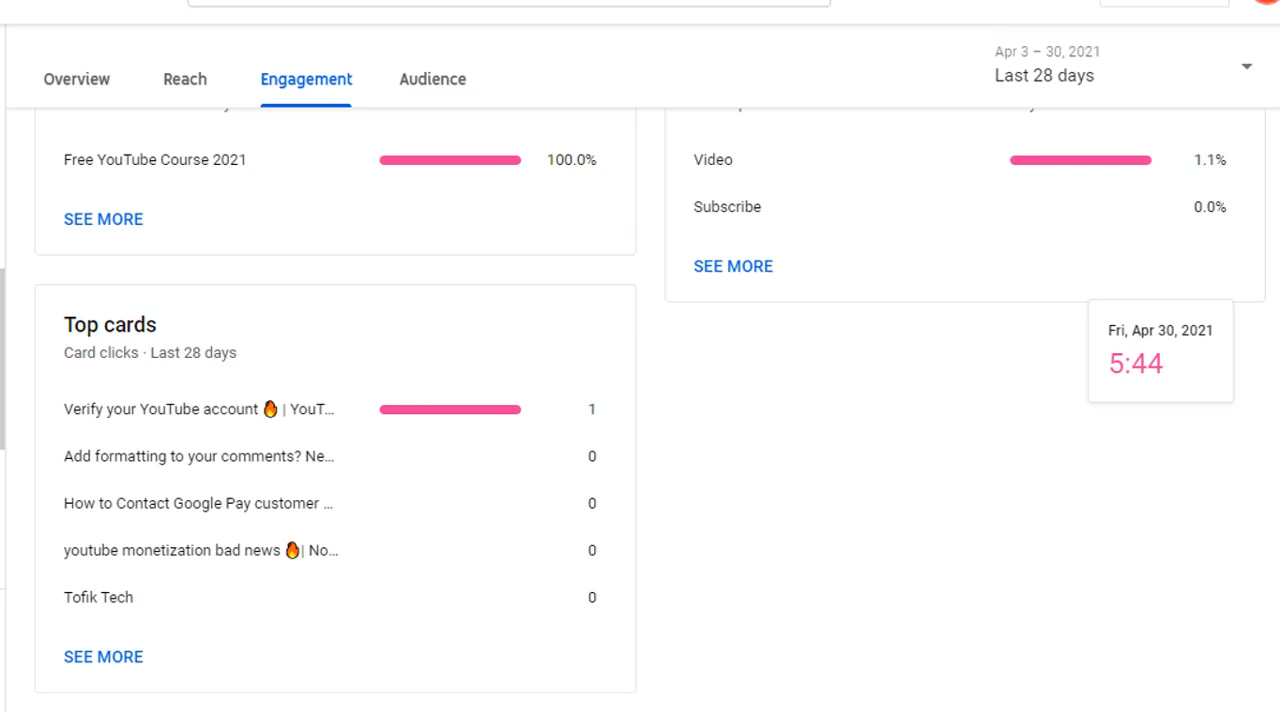 Overview Reach Engagement Audience
Apr 3 – 30, 2021
Last 28 days
Free YouTube Course 2021 100.0%
SEE MORE
Video 1.1%
Subscribe 0.0%
SEE MORE
Top cards
Card clicks · Last 28 days
Verify your YouTube account 🔥 | YouT... 1
Add formatting to your comments? Ne... 0
How to Contact Google Pay customer ... 0
youtube monetization bad news 🔥| No... 0
Tofik Tech 0
SEE MORE
Fri, Apr 30, 2021
5:44